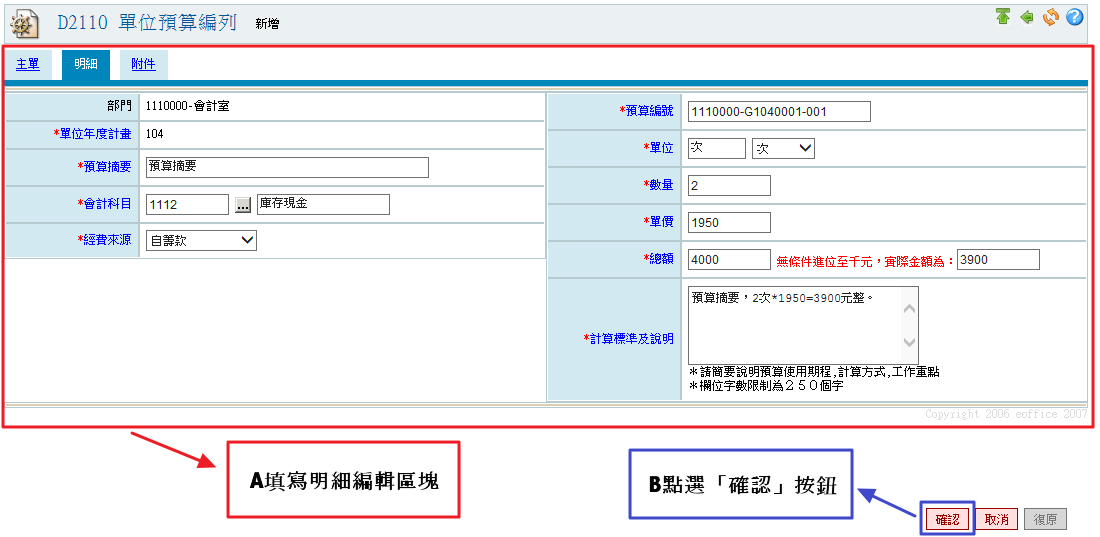 D2110 單位預算編列 新增
主單 明細 附件
部門 1110000-會計室
*單位年度計畫 104
*預算摘要 預算摘要
*會計科目 1112 ... 庫存現金
*經費來源 自籌款
*預算編號 1110000-G1040001-001
*單位 次 次
*數量 2
*單價 1950
*總額 4000 無條件進位至千元，實際金額為：3900
*計算標準及說明 預算摘要，2次*1950=3900元整。
＊請簡要說明預算使用期程,計算方式,工作重點
＊欄位字數限制為２５０個字
Copyright 2006 eoffice 2007
A填寫明細編輯區塊
B點選「確認」按鈕
確認 取消 復原